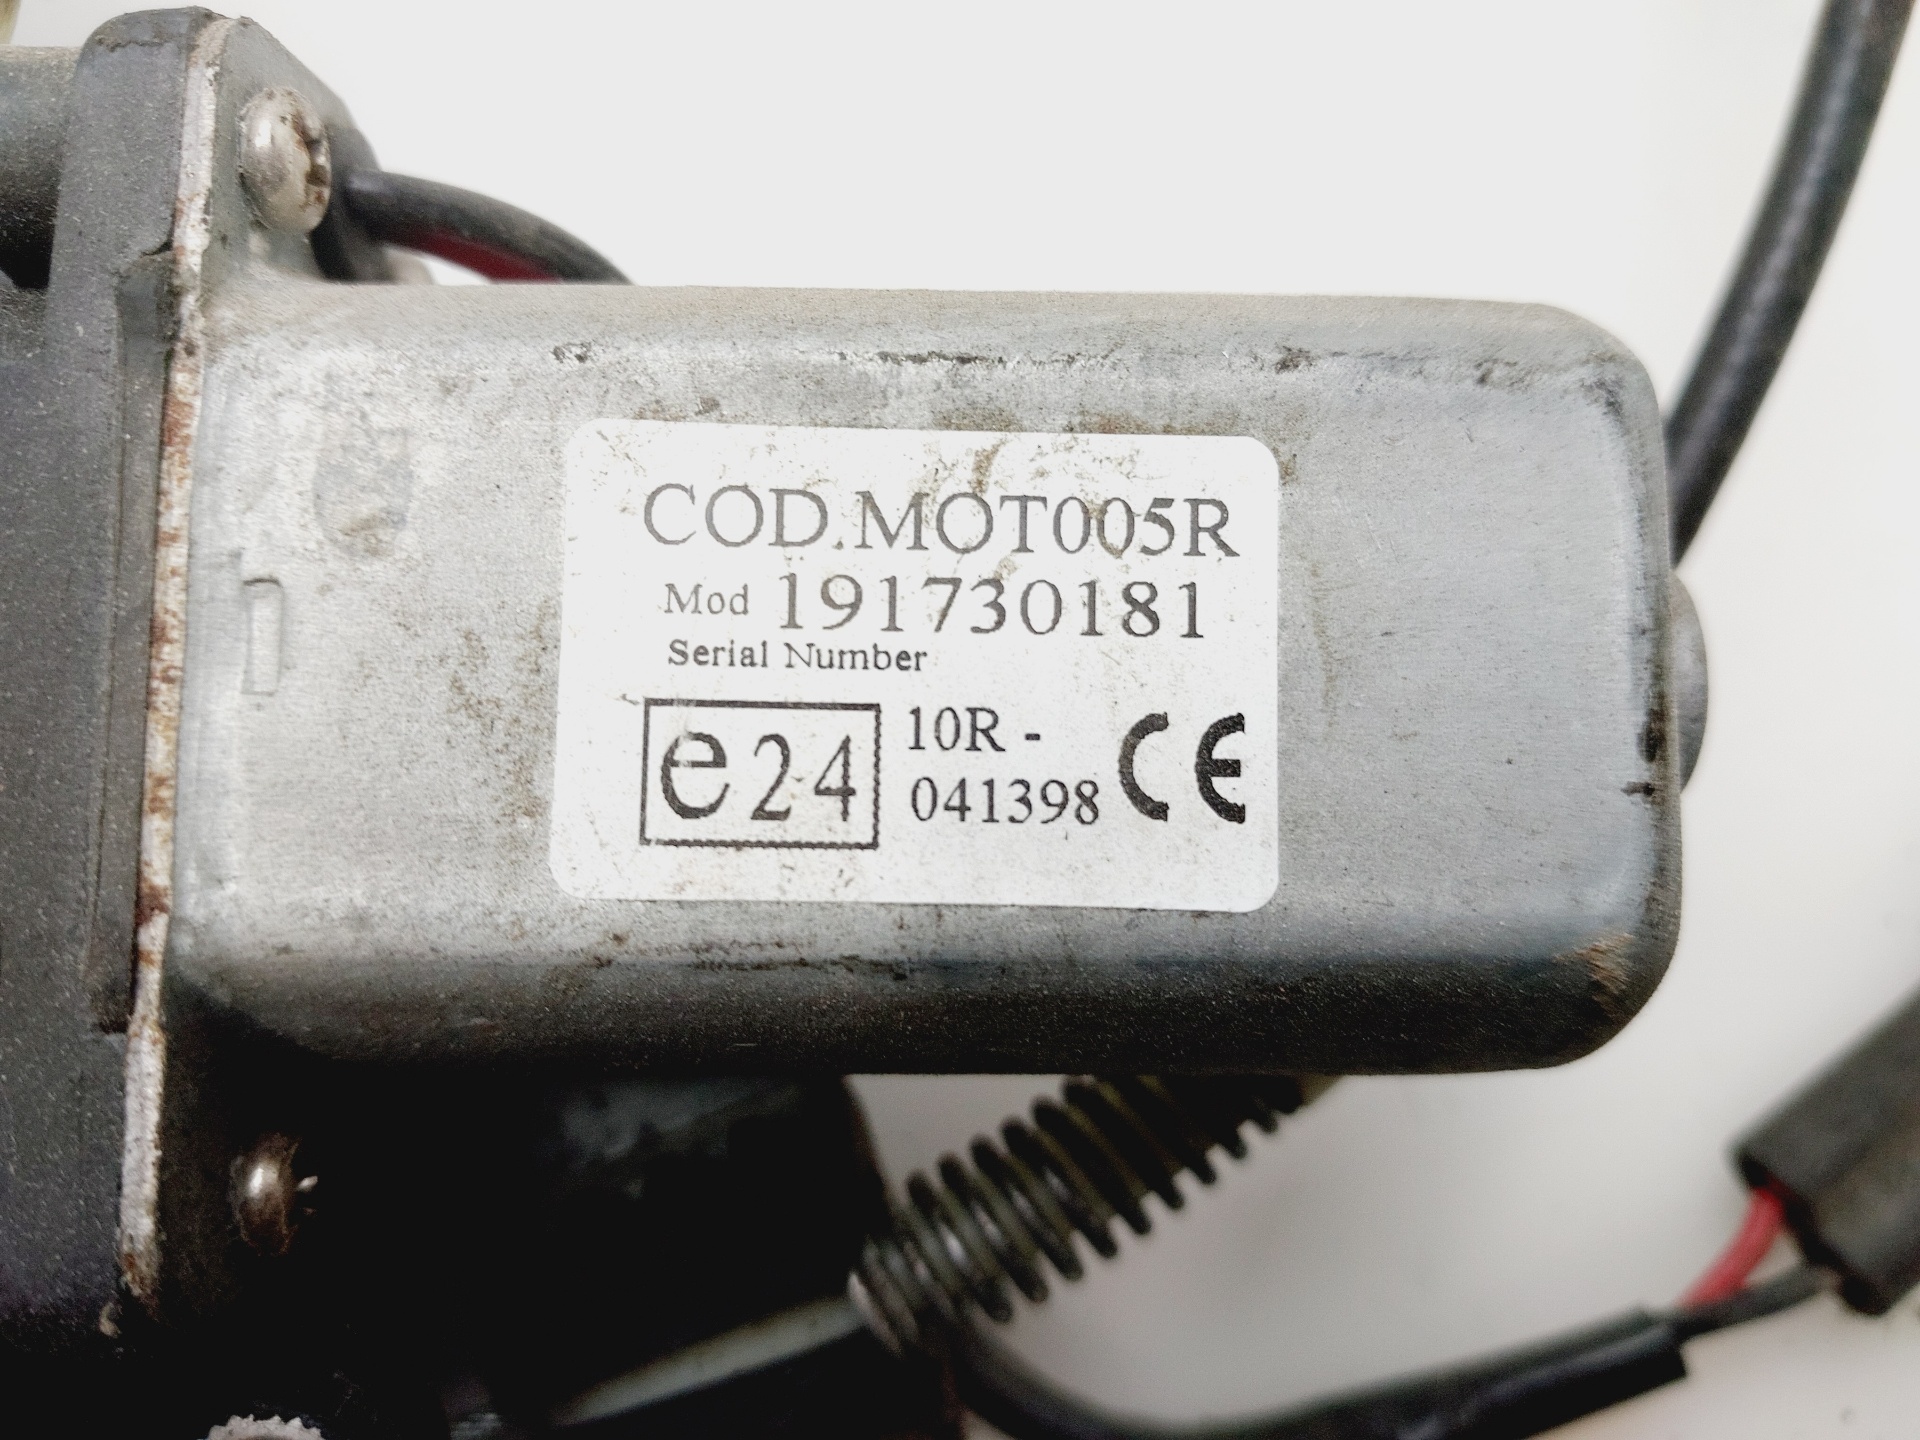 COD.MOT005R
Mod 191730181
Serial Number
e24
10R -
041398
CE